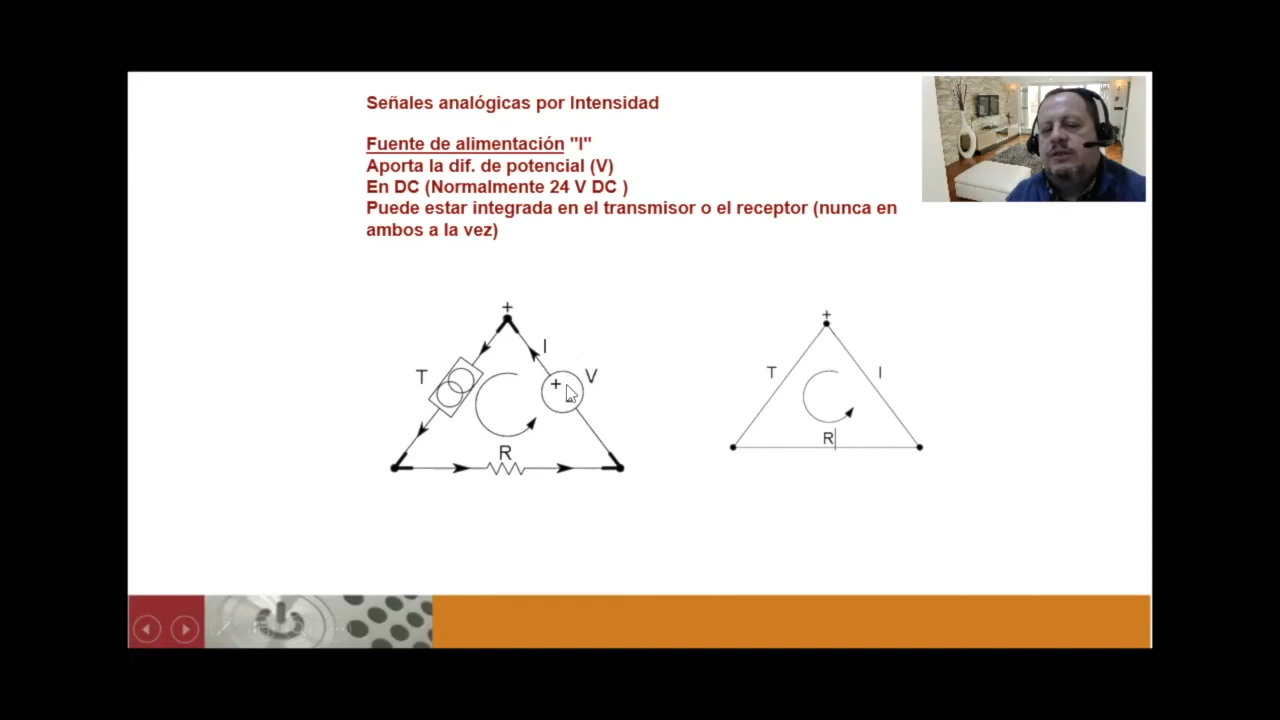 Señales analógicas por Intensidad
Fuente de alimentación "I"
Aporta la dif. de potencial (V)
En DC (Normalmente 24 V DC )
Puede estar integrada en el transmisor o el receptor (nunca en
ambos a la vez)
+
I
T
+
V
R
+
T
I
R